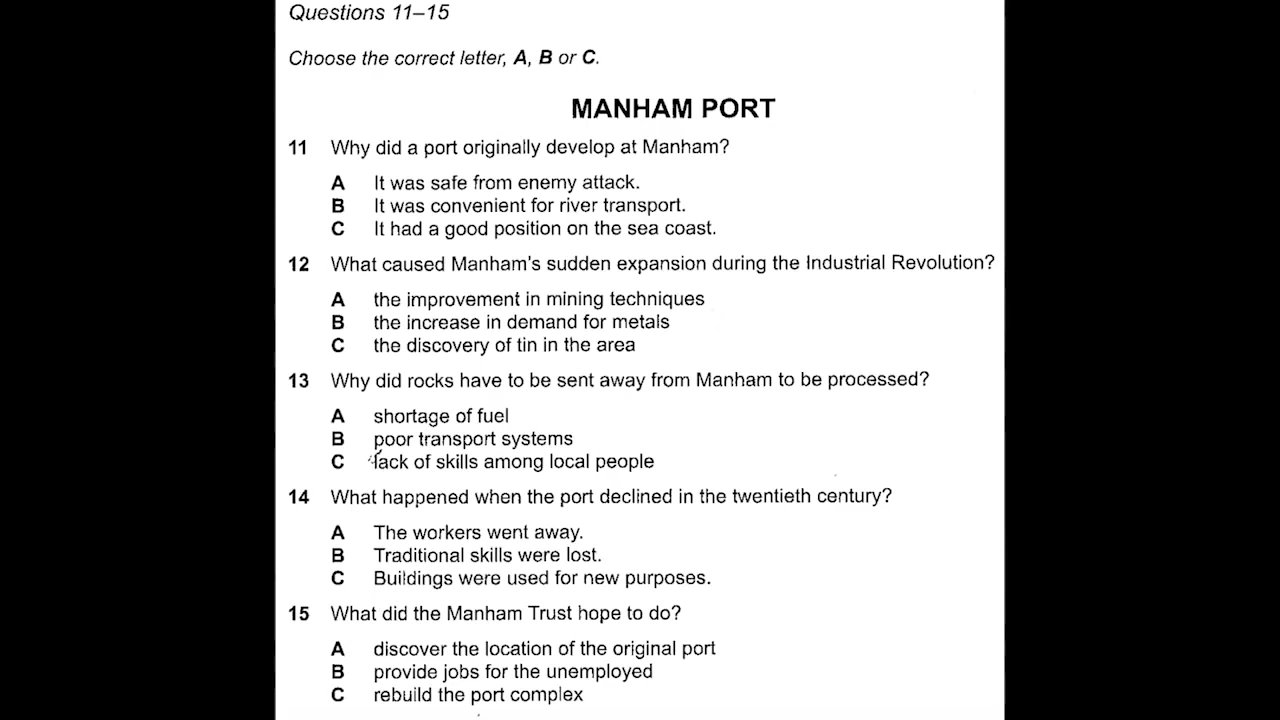 Questions 11–15
Choose the correct letter, A, B or C.
MANHAM PORT
11 Why did a port originally develop at Manham?
A It was safe from enemy attack.
B It was convenient for river transport.
C It had a good position on the sea coast.
12 What caused Manham's sudden expansion during the Industrial Revolution?
A the improvement in mining techniques
B the increase in demand for metals
C the discovery of tin in the area
13 Why did rocks have to be sent away from Manham to be processed?
A shortage of fuel
B poor transport systems
C lack of skills among local people
14 What happened when the port declined in the twentieth century?
A The workers went away.
B Traditional skills were lost.
C Buildings were used for new purposes.
15 What did the Manham Trust hope to do?
A discover the location of the original port
B provide jobs for the unemployed
C rebuild the port complex